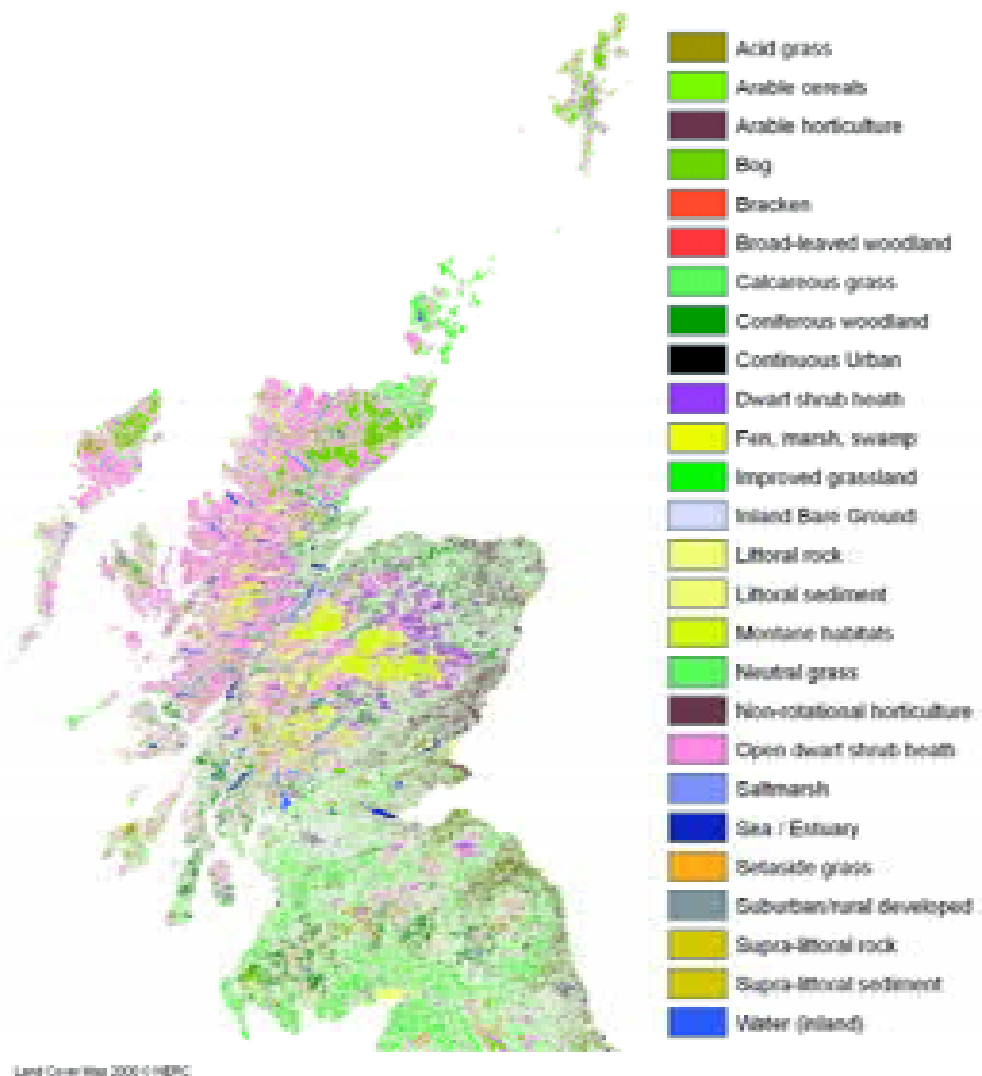 Acid grass
Arable cereals
Arable horticulture
Bog
Bracken
Broad-leaved woodland
Calcareous grass
Coniferous woodland
Continuous Urban
Dwarf shrub heath
Fen, marsh, swamp
Improved grassland
Inland Bare Ground
Littoral rock
Littoral sediment
Montane habitats
Neutral grass
Non-rotational horticulture
Open dwarf shrub heath
Saltmarsh
Sea / Estuary
Setaside grass
Suburban/rural developed
Supra-littoral rock
Supra-littoral sediment
Water (inland)
Land Cover Map 2000 © NERC